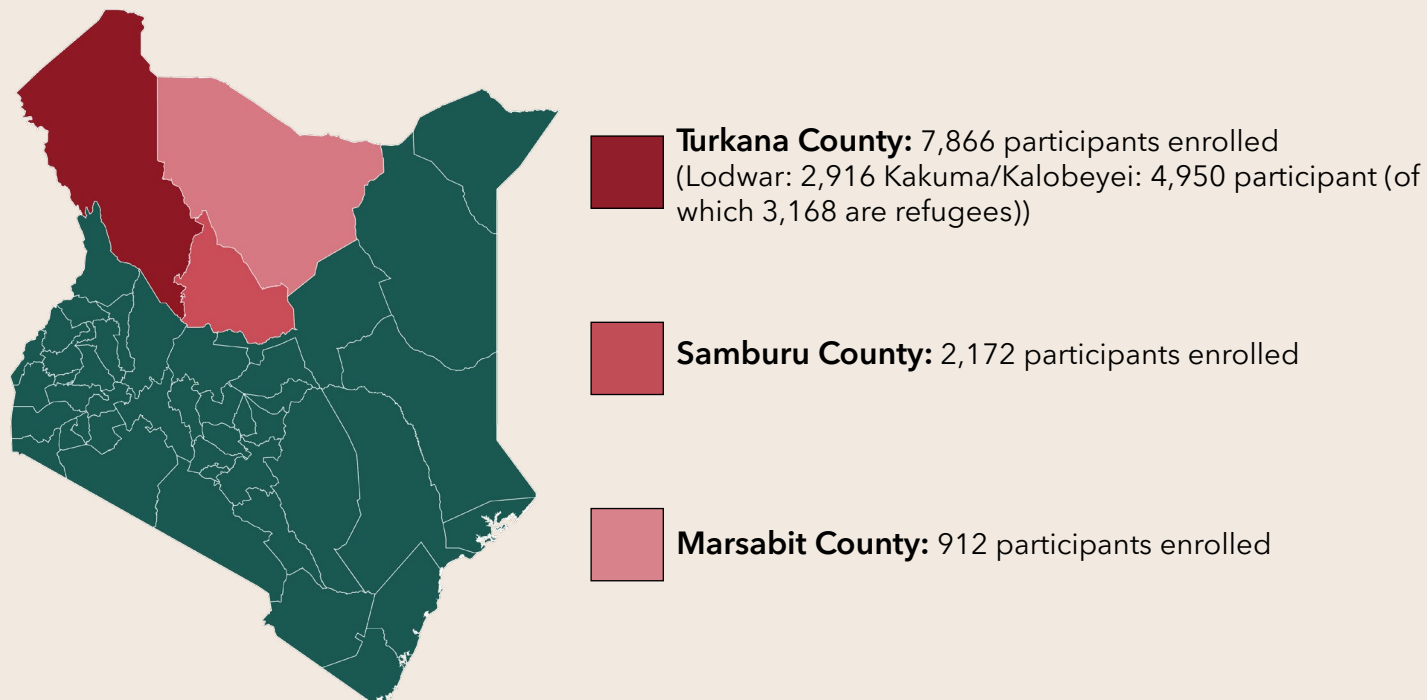 Turkana County: 7,866 participants enrolled
(Lodwar: 2,916 Kakuma/Kalobeyei: 4,950 participant (of
which 3,168 are refugees))
Samburu County: 2,172 participants enrolled
Marsabit County: 912 participants enrolled